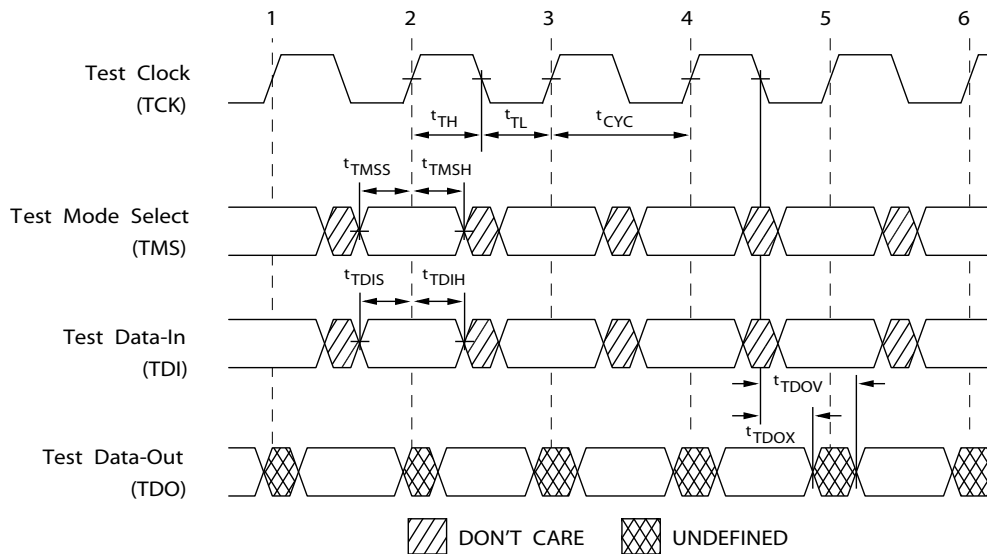 1 2 3 4 5 6
Test Clock
(TCK)
tTH tTL tCYC
tTMSS tTMSH
Test Mode Select
(TMS)
tTDIS tTDIH
Test Data-In
(TDI)
tTDOV
tTDOX
Test Data-Out
(TDO)
DON'T CARE UNDEFINED